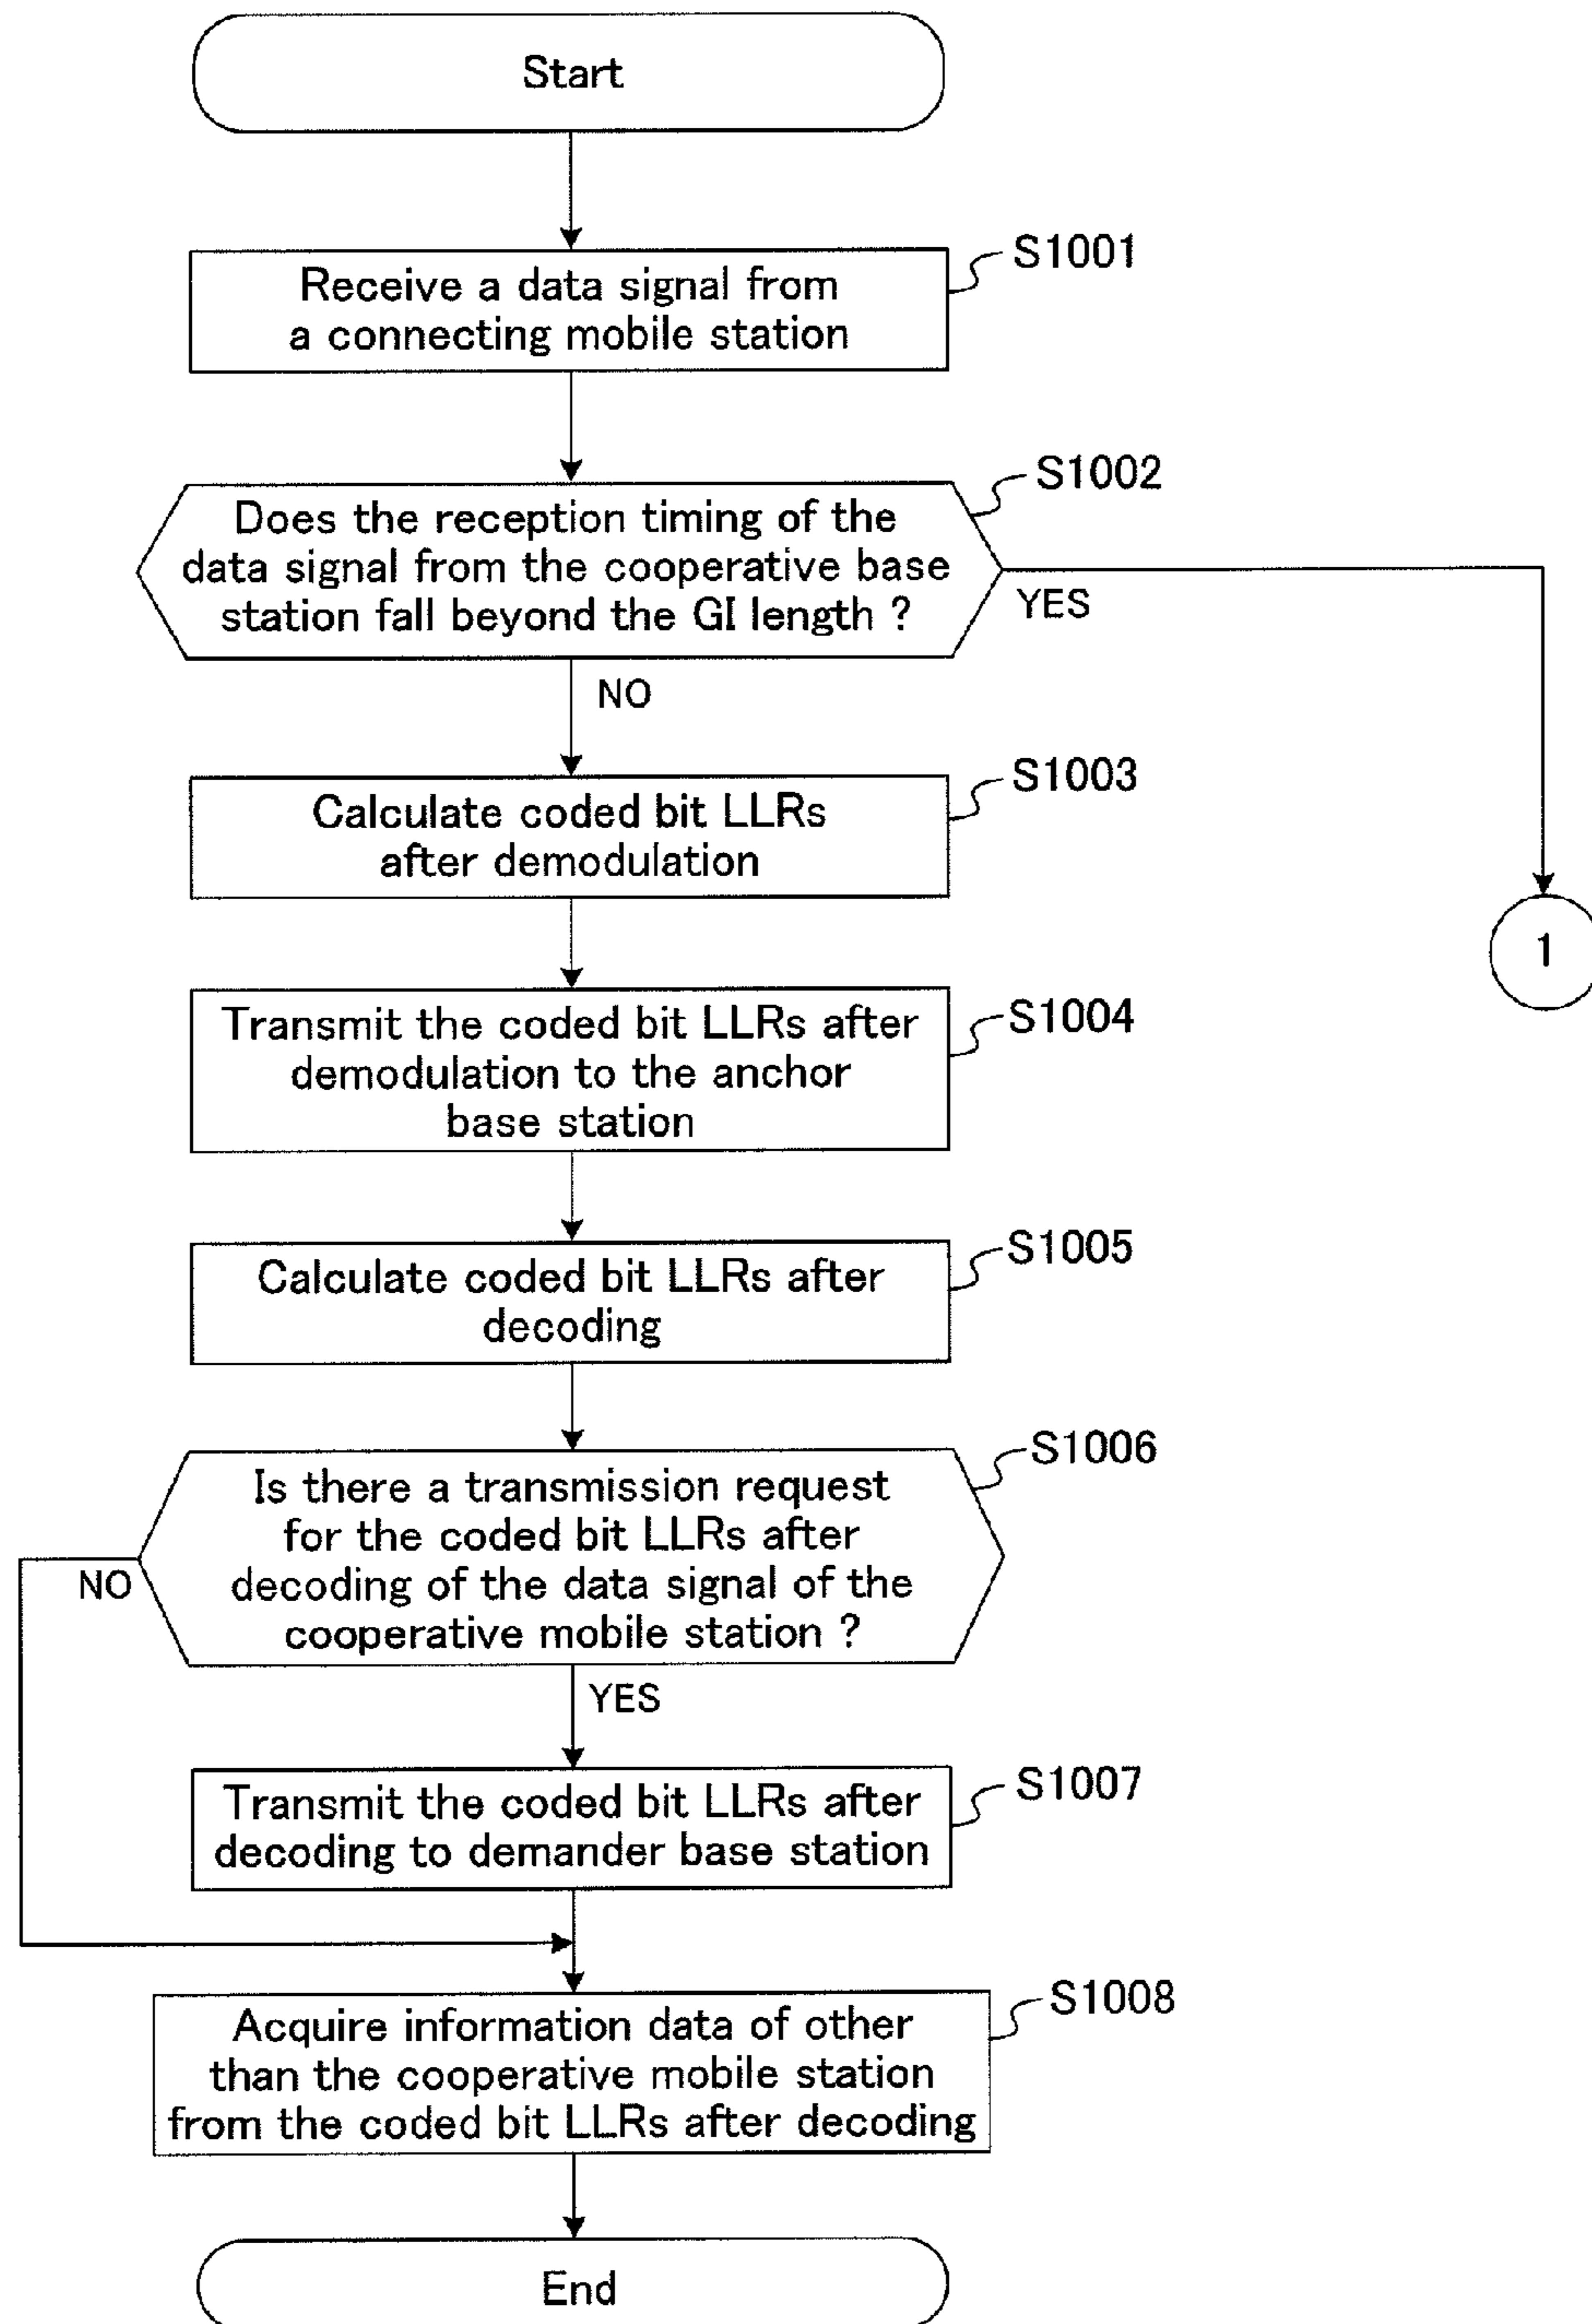 Start
Receive a data signal from
a connecting mobile station
S1001
Does the reception timing of the
data signal from the cooperative base
station fall beyond the GI length ?
S1002
YES
NO
1
Calculate coded bit LLRs
after demodulation
S1003
Transmit the coded bit LLRs after
demodulation to the anchor
base station
S1004
Calculate coded bit LLRs after
decoding
S1005
Is there a transmission request
for the coded bit LLRs after
decoding of the data signal of the
cooperative mobile station ?
S1006
NO
YES
Transmit the coded bit LLRs after
decoding to demander base station
S1007
Acquire information data of other
than the cooperative mobile station
from the coded bit LLRs after decoding
S1008
End